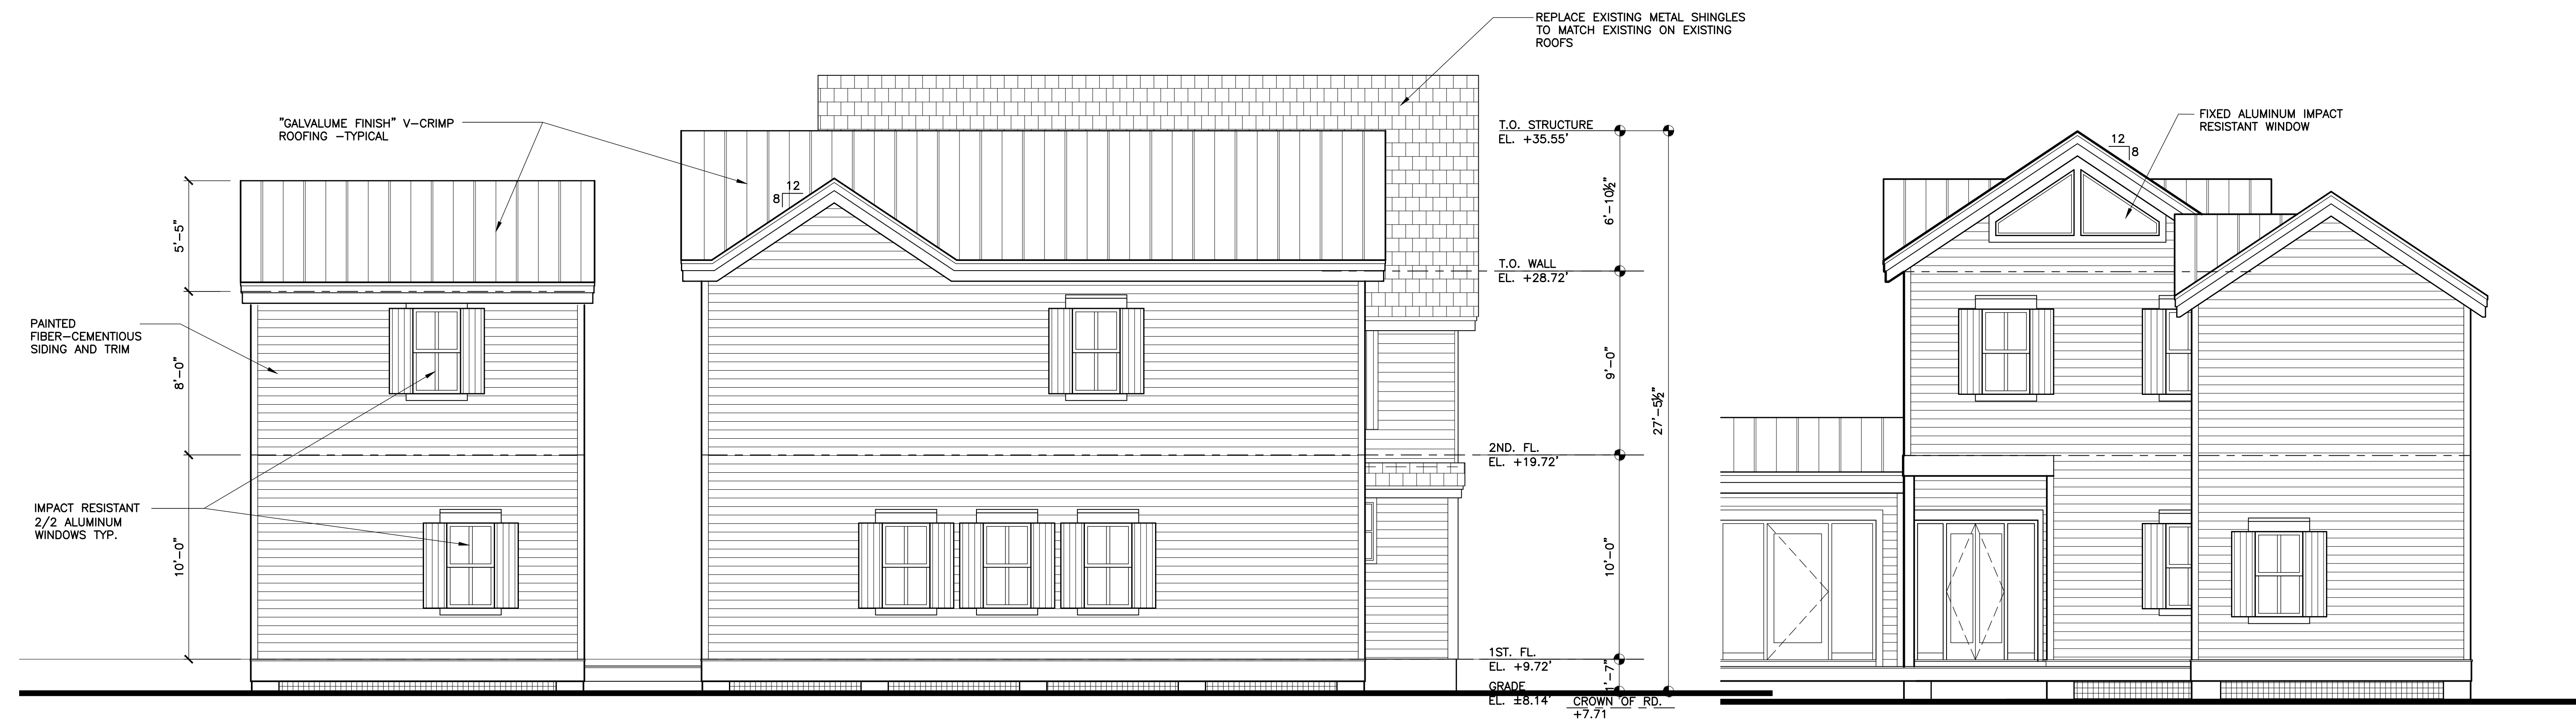 REPLACE EXISTING METAL SHINGLES
TO MATCH EXISTING ON EXISTING
ROOFS
"GALVALUME FINISH" V-CRIMP
ROOFING -TYPICAL
T.O. STRUCTURE
EL. +35.55'
FIXED ALUMINUM IMPACT
RESISTANT WINDOW
12
8
12
8
5'-5"
6'-10½"
T.O. WALL
EL. +28.72'
PAINTED
FIBER-CEMENTIOUS
SIDING AND TRIM
8'-0"
9'-0"
27'-5½"
2ND. FL.
EL. +19.72'
IMPACT RESISTANT
2/2 ALUMINUM
WINDOWS TYP.
10'-0"
10'-0"
1ST. FL.
EL. +9.72'
1'-7"
GRADE
EL. ±8.14'
CROWN OF RD.
+7.71